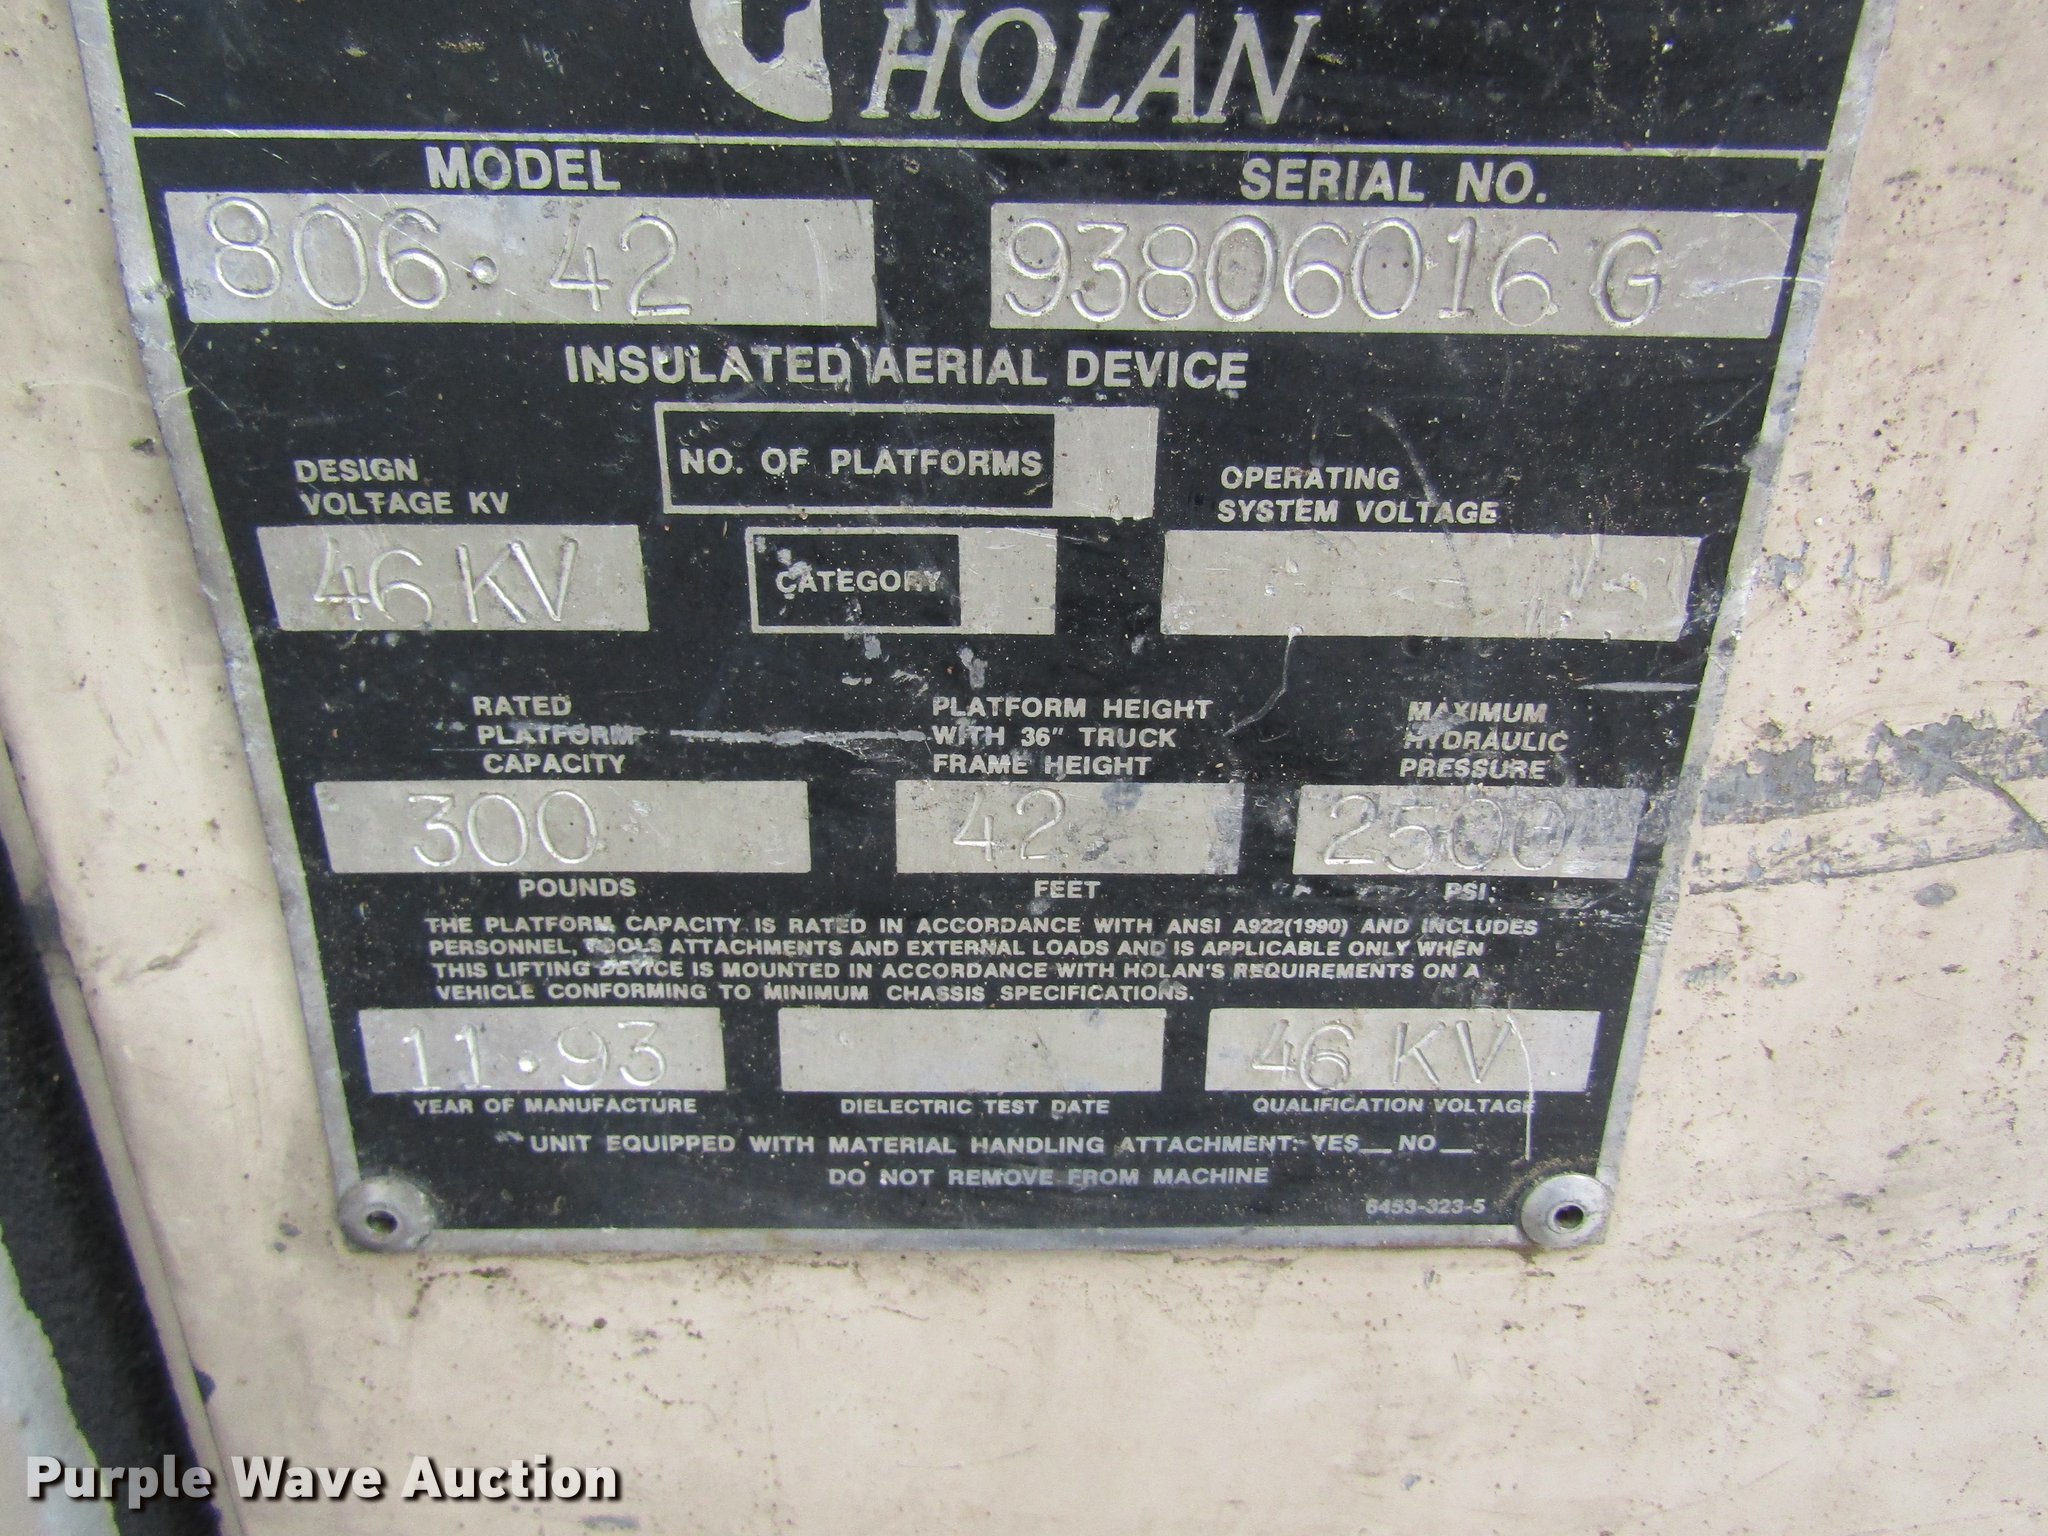 HOLAN
MODEL SERIAL NO.
806·42 93806016 G
INSULATED AERIAL DEVICE
NO. OF PLATFORMS
DESIGN
VOLTAGE KV
OPERATING
SYSTEM VOLTAGE
46 KV
CATEGORY
RATED
PLATFORM
CAPACITY
PLATFORM HEIGHT
WITH 36" TRUCK
FRAME HEIGHT
MAXIMUM
HYDRAULIC
PRESSURE
300 42 2500
POUNDS FEET PSI.
THE PLATFORM CAPACITY IS RATED IN ACCORDANCE WITH ANSI A922(1990) AND INCLUDES
PERSONNEL, TOOLS ATTACHMENTS AND EXTERNAL LOADS AND IS APPLICABLE ONLY WHEN
THIS LIFTING DEVICE IS MOUNTED IN ACCORDANCE WITH HOLAN'S REQUIREMENTS ON A
VEHICLE CONFORMING TO MINIMUM CHASSIS SPECIFICATIONS.
11·93 46 KV
YEAR OF MANUFACTURE DIELECTRIC TEST DATE QUALIFICATION VOLTAGE
UNIT EQUIPPED WITH MATERIAL HANDLING ATTACHMENT: YES__ NO__
DO NOT REMOVE FROM MACHINE
6453-323-5
Purple Wave Auction